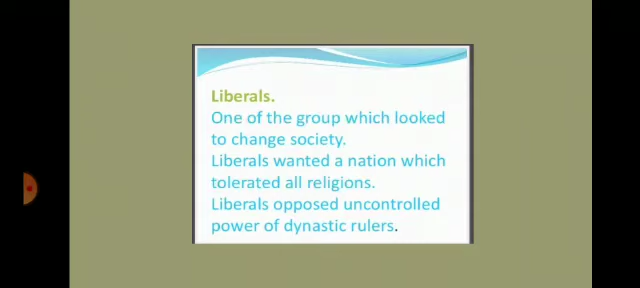 Liberals.
One of the group which looked
to change society.
Liberals wanted a nation which
tolerated all religions.
Liberals opposed uncontrolled
power of dynastic rulers.